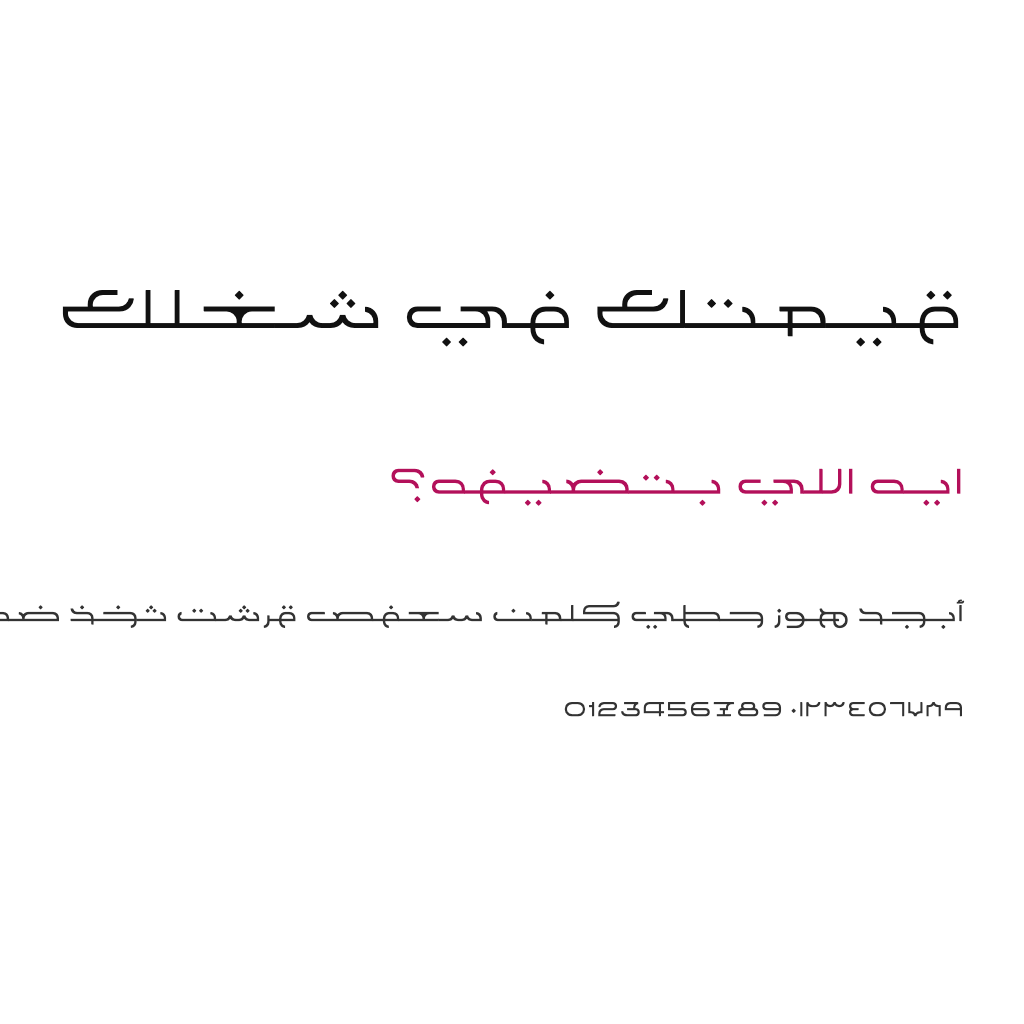 قيمتك في شغلك
ايه اللي بتضيفه؟
أبجد هوز حطي كلمن سعفص قرشت ثخذ
0123456789 ٠١٢٣٤٥٦٧٨٩